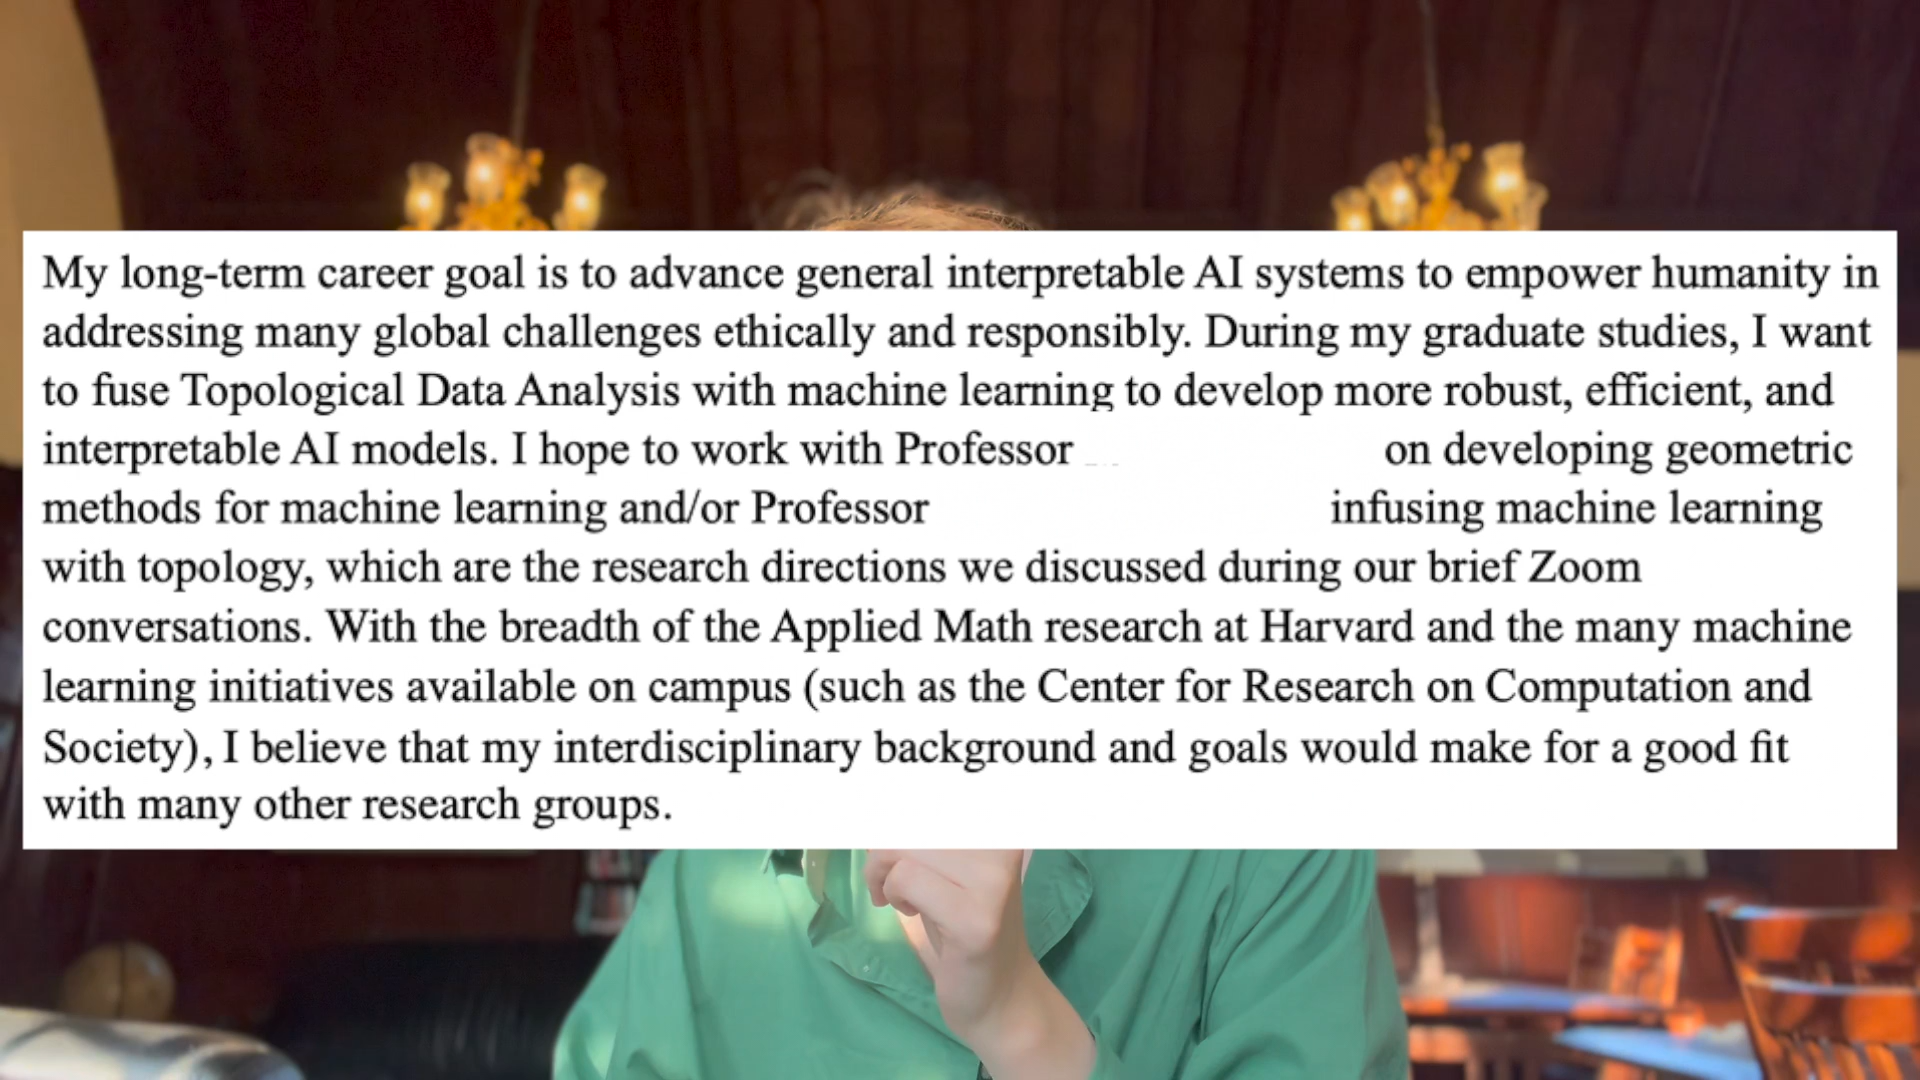 My long-term career goal is to advance general interpretable AI systems to empower humanity in
addressing many global challenges ethically and responsibly. During my graduate studies, I want
to fuse Topological Data Analysis with machine learning to develop more robust, efficient, and
interpretable AI models. I hope to work with Professor on developing geometric
methods for machine learning and/or Professor infusing machine learning
with topology, which are the research directions we discussed during our brief Zoom
conversations. With the breadth of the Applied Math research at Harvard and the many machine
learning initiatives available on campus (such as the Center for Research on Computation and
Society), I believe that my interdisciplinary background and goals would make for a good fit
with many other research groups.